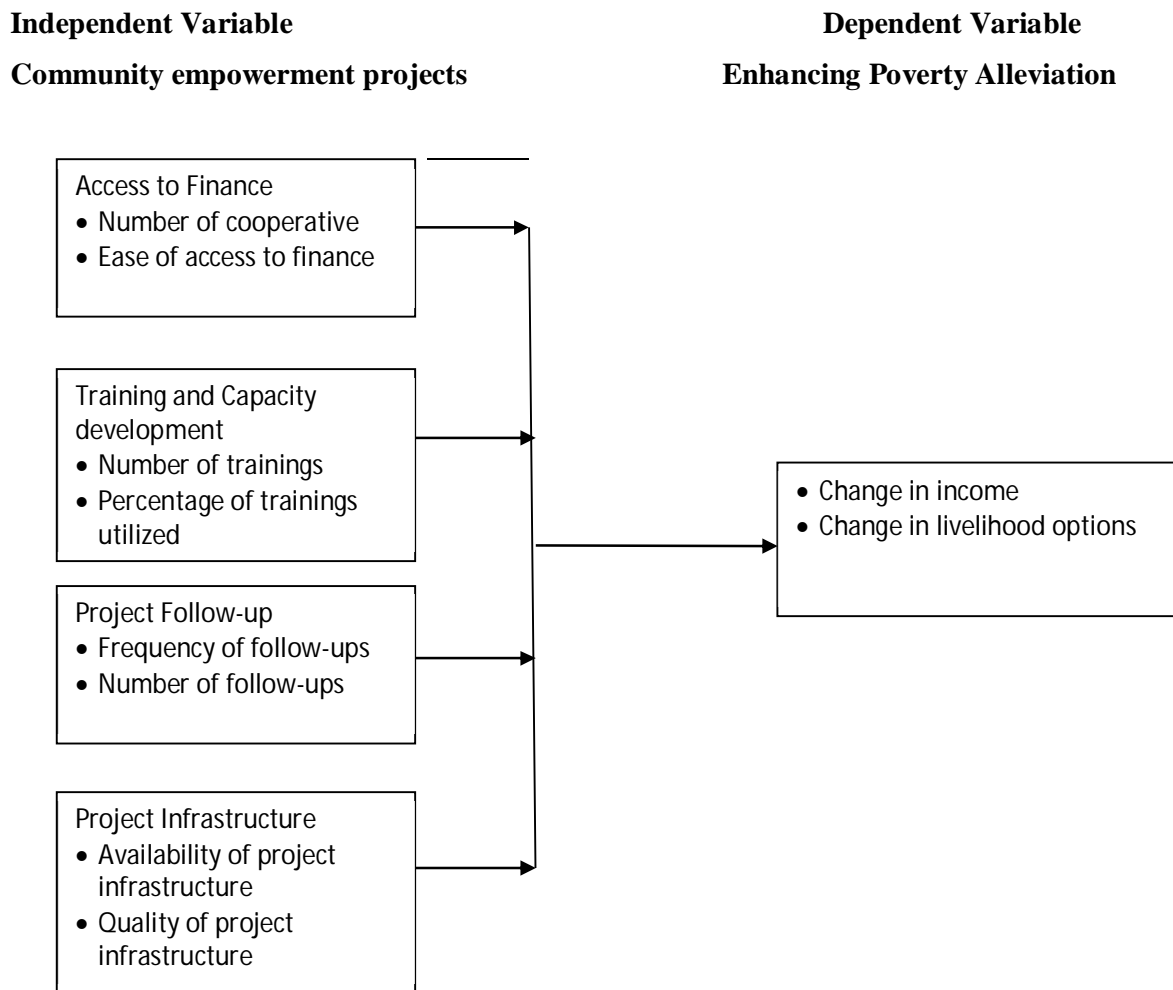 Independent Variable
Dependent Variable
Community empowerment projects
Enhancing Poverty Alleviation
Access to Finance
• Number of cooperative
• Ease of access to finance
Training and Capacity
development
• Number of trainings
• Percentage of trainings
utilized
Project Follow-up
• Frequency of follow-ups
• Number of follow-ups
Project Infrastructure
• Availability of project
infrastructure
• Quality of project
infrastructure
• Change in income
• Change in livelihood options